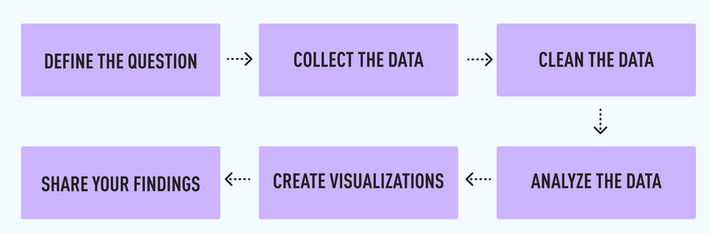 DEFINE THE QUESTION
COLLECT THE DATA
CLEAN THE DATA
ANALYZE THE DATA
CREATE VISUALIZATIONS
SHARE YOUR FINDINGS